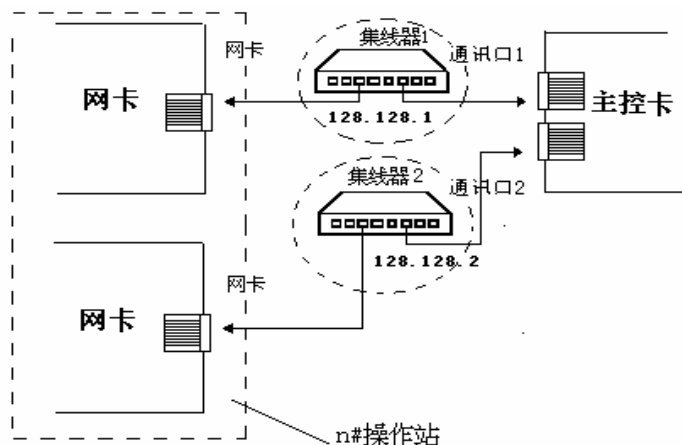 集线器1
网卡
通讯口1
网卡
主控卡
128.128.1
集线器2
通讯口2
128.128.2
网卡
网卡
n#操作站